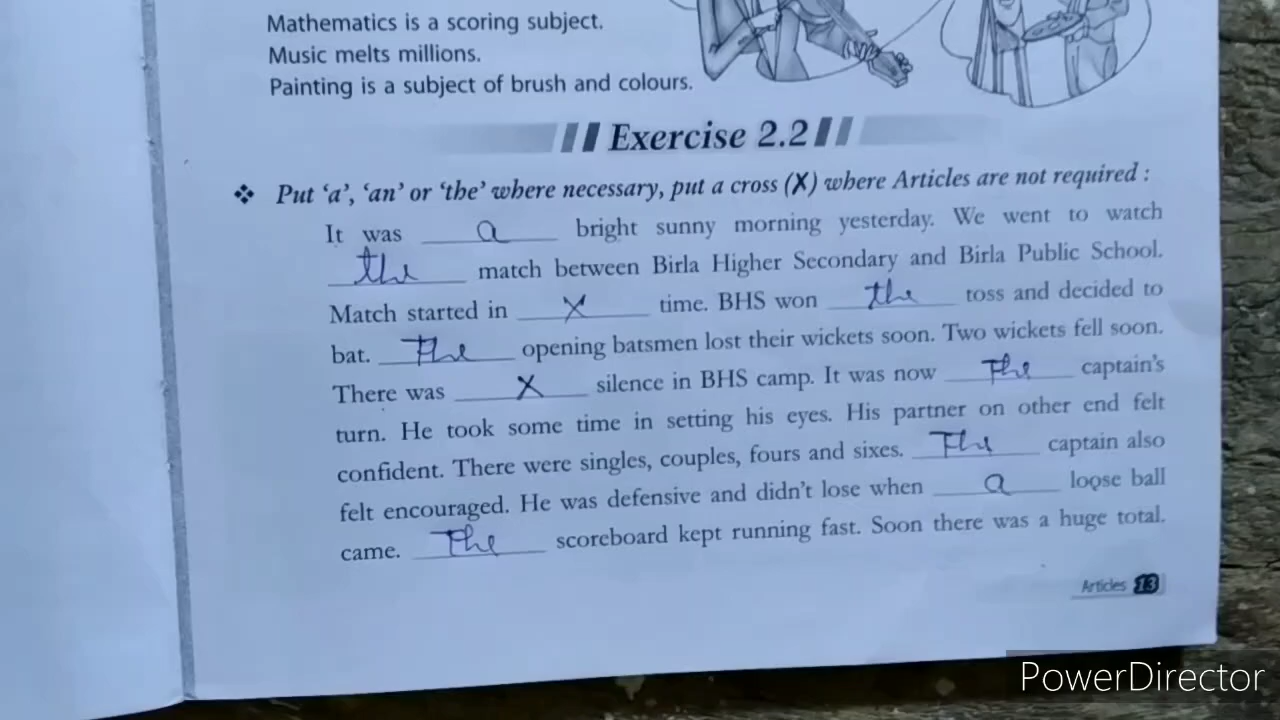 Mathematics is a scoring subject.
Music melts millions.
Painting is a subject of brush and colours.
Exercise 2.2
❖ Put ‘a’, ‘an’ or ‘the’ where necessary, put a cross (X) where Articles are not required :
It was a bright sunny morning yesterday. We went to watch
the match between Birla Higher Secondary and Birla Public School.
Match started in X time. BHS won the toss and decided to
bat. The opening batsmen lost their wickets soon. Two wickets fell soon.
There was X silence in BHS camp. It was now The captain’s
turn. He took some time in setting his eyes. His partner on other end felt
confident. There were singles, couples, fours and sixes. The captain also
felt encouraged. He was defensive and didn’t lose when a loose ball
came. The scoreboard kept running fast. Soon there was a huge total.
Articles 13
PowerDirector